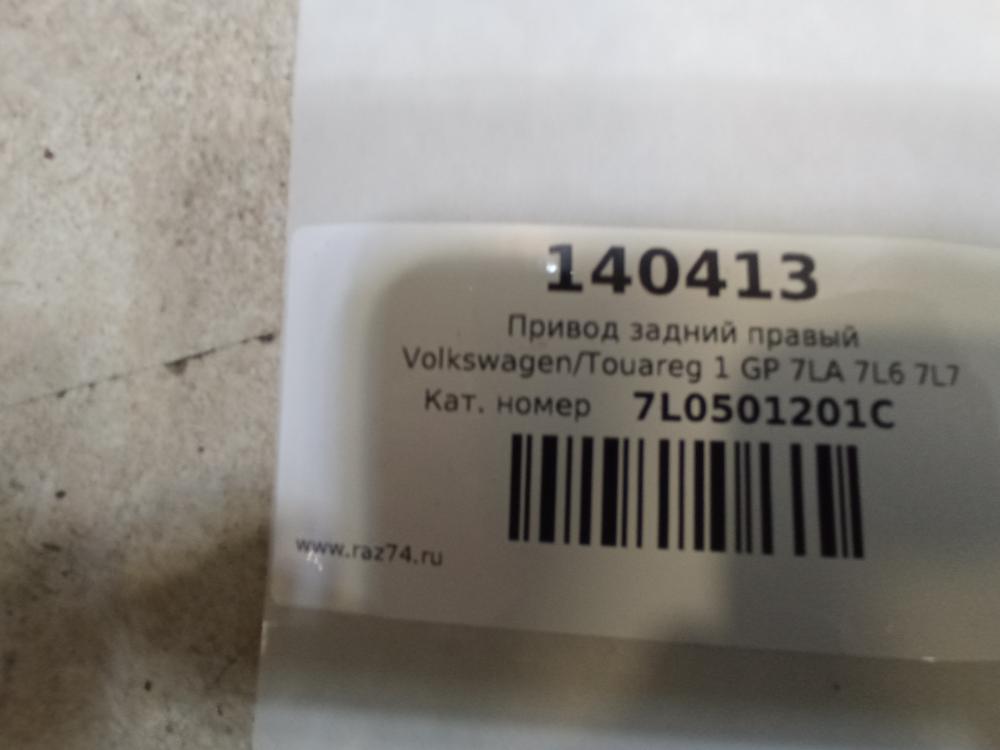 140413
Привод задний правый
Volkswagen/Touareg 1 GP 7LA 7L6 7L7
Кат. номер 7L0501201C
www.raz74.ru